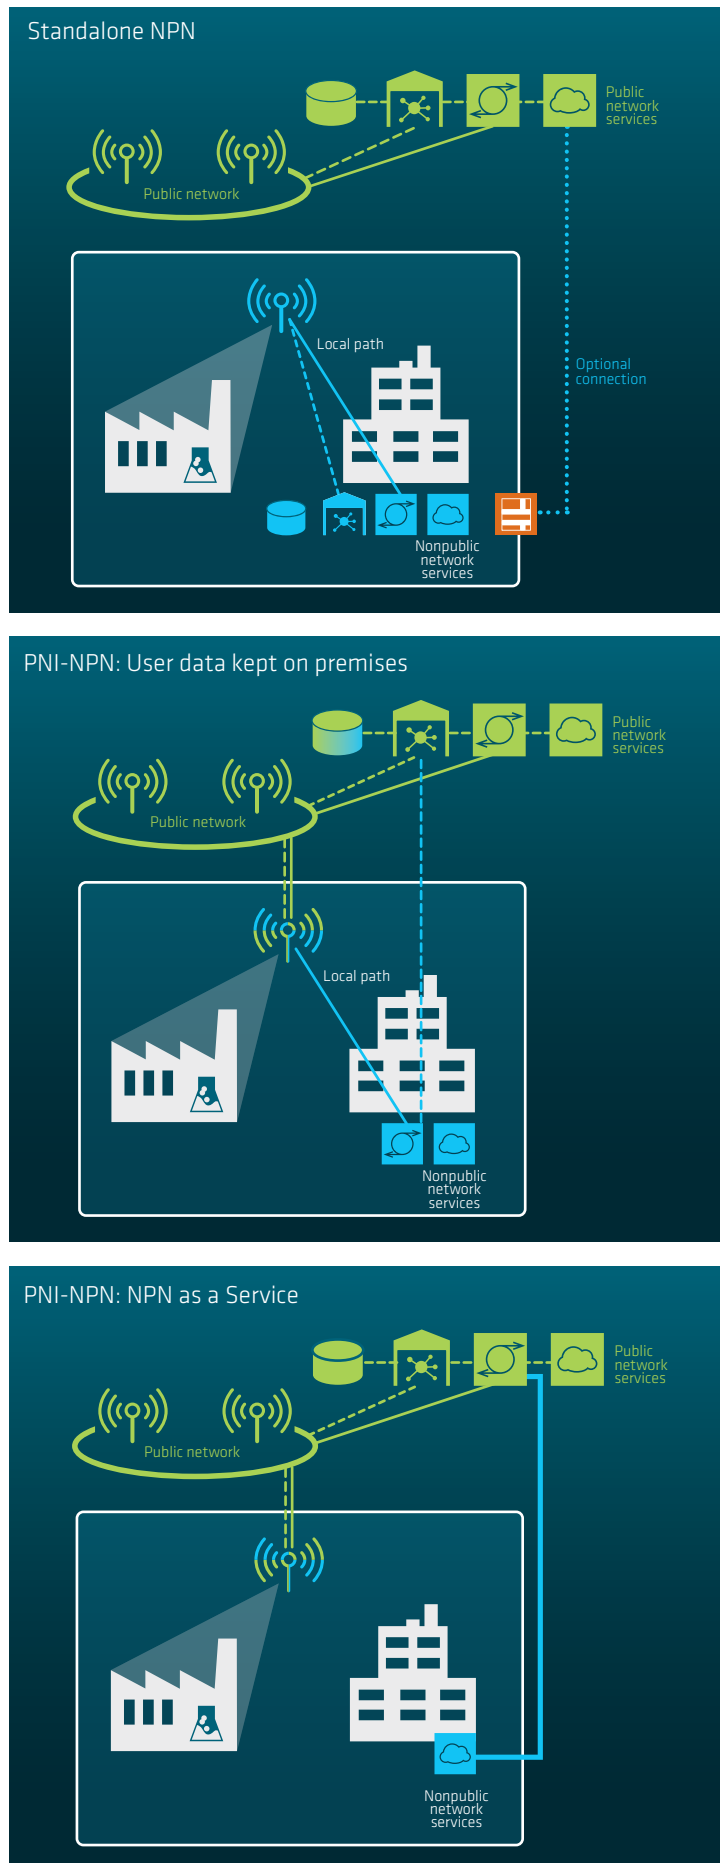 Standalone NPN
Public
network
services
Public network
Local path
Optional
connection
Nonpublic
network
services
PNI-NPN: User data kept on premises
Public
network
services
Public network
Local path
Nonpublic
network
services
PNI-NPN: NPN as a Service
Public
network
services
Public network
Nonpublic
network
services